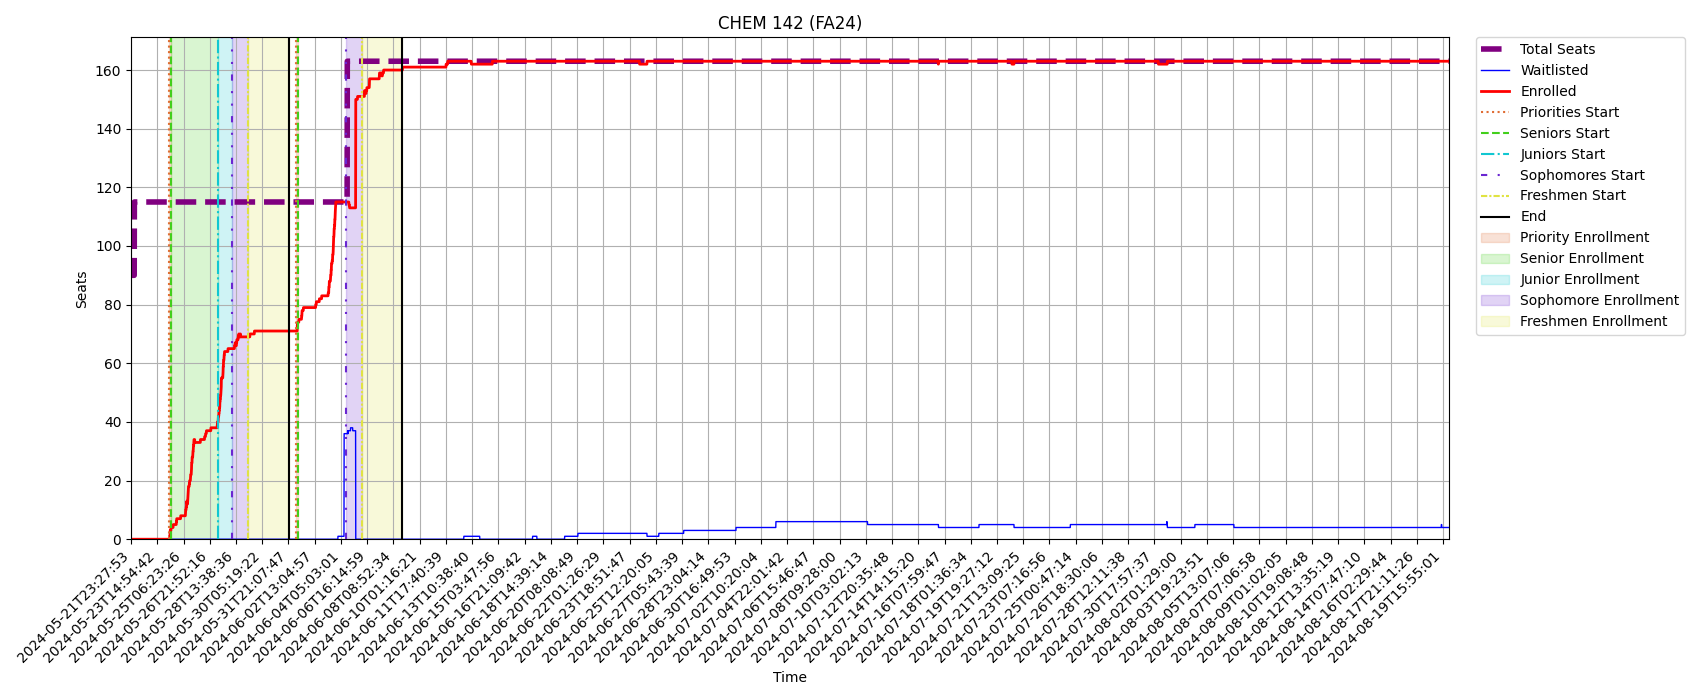 CHEM 142 (FA24)
Seats
160
140
120
100
80
60
40
20
0
2024-05-21T23:27:53
2024-05-23T14:54:42
2024-05-25T06:23:26
2024-05-26T21:52:16
2024-05-28T13:38:36
2024-05-30T05:19:22
2024-05-31T21:07:47
2024-06-02T13:04:57
2024-06-04T05:03:01
2024-06-06T16:14:59
2024-06-08T08:52:34
2024-06-10T01:16:21
2024-06-11T17:40:39
2024-06-13T10:38:40
2024-06-15T03:47:56
2024-06-16T21:09:42
2024-06-18T14:39:14
2024-06-20T08:08:49
2024-06-22T01:26:29
2024-06-23T18:51:47
2024-06-25T12:20:05
2024-06-27T05:43:39
2024-06-28T23:04:14
2024-06-30T16:49:53
2024-07-02T10:20:04
2024-07-04T22:01:42
2024-07-06T15:46:47
2024-07-08T09:28:00
2024-07-10T03:02:13
2024-07-12T20:35:48
2024-07-14T14:15:20
2024-07-16T07:59:47
2024-07-18T01:36:34
2024-07-19T19:27:12
2024-07-21T13:09:25
2024-07-23T07:16:56
2024-07-25T00:47:14
2024-07-26T18:30:06
2024-07-28T12:11:38
2024-07-30T17:57:37
2024-08-02T01:29:00
2024-08-03T19:23:51
2024-08-05T13:07:06
2024-08-07T07:06:58
2024-08-09T01:02:05
2024-08-10T19:08:48
2024-08-12T13:35:19
2024-08-14T07:47:10
2024-08-16T02:29:44
2024-08-17T21:11:26
2024-08-19T15:55:01
Time
Total Seats
Waitlisted
Enrolled
Priorities Start
Seniors Start
Juniors Start
Sophomores Start
Freshmen Start
End
Priority Enrollment
Senior Enrollment
Junior Enrollment
Sophomore Enrollment
Freshmen Enrollment